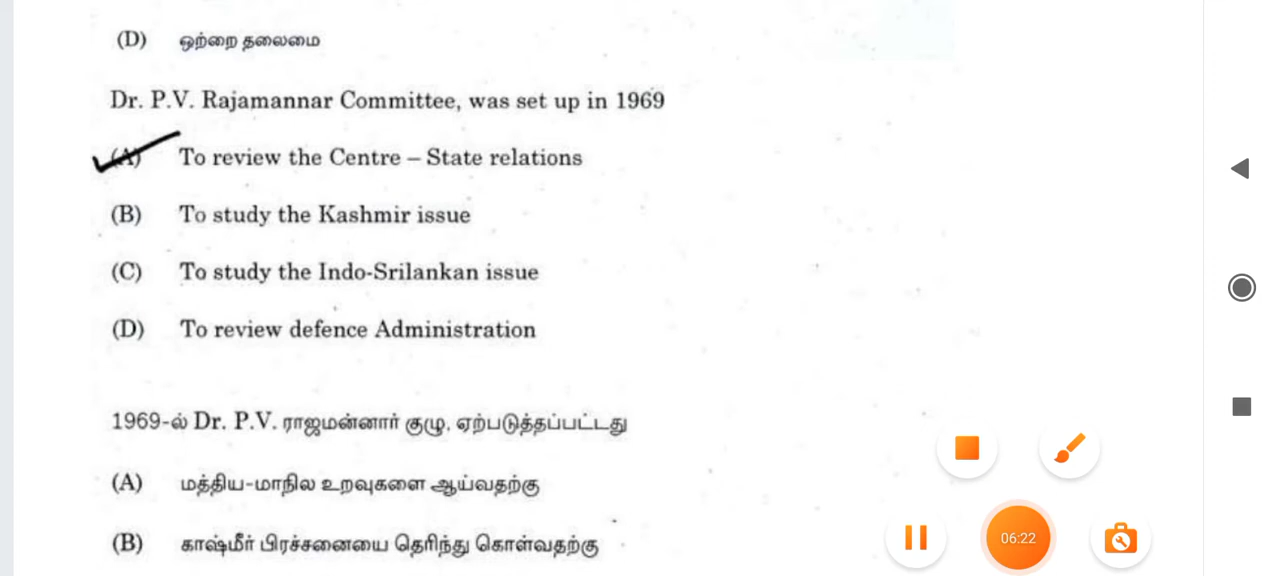 (D) ஒற்றை தலைமை
Dr. P.V. Rajamannar Committee, was set up in 1969
(A) To review the Centre – State relations
(B) To study the Kashmir issue
(C) To study the Indo-Srilankan issue
(D) To review defence Administration
1969-ல் Dr. P.V. ராஜமன்னார் குழு, ஏற்படுத்தப்பட்டது
(A) மத்திய-மாநில உறவுகளை ஆய்வதற்கு
(B) காஷ்மீர் பிரச்சனையை தெரிந்து கொள்வதற்கு
06:22